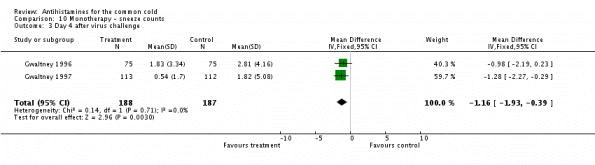 Review: Antihistamines for the common cold
Comparison: 10 Monotherapy - sneeze counts
Outcome: 3 Day 4 after virus challenge
Study or subgroup Treatment Control Mean Difference Weight Mean Difference
N Mean(SD) N Mean(SD) IV,Fixed,95% CI IV,Fixed,95% CI
Gwaltney 1996 75 1.83 (3.34) 75 2.81 (4.16) 40.3 % -0.98 [ -2.19, 0.23 ]
Gwaltney 1997 113 0.54 (1.7) 112 1.82 (5.08) 59.7 % -1.28 [ -2.27, -0.29 ]
Total (95% CI) 188 187 100.0 % -1.16 [ -1.93, -0.39 ]
Heterogeneity: Chi² = 0.14, df = 1 (P = 0.71); I² =0.0%
Test for overall effect: Z = 2.96 (P = 0.0030)
-10 -5 0 5 10
Favours treatment Favours control